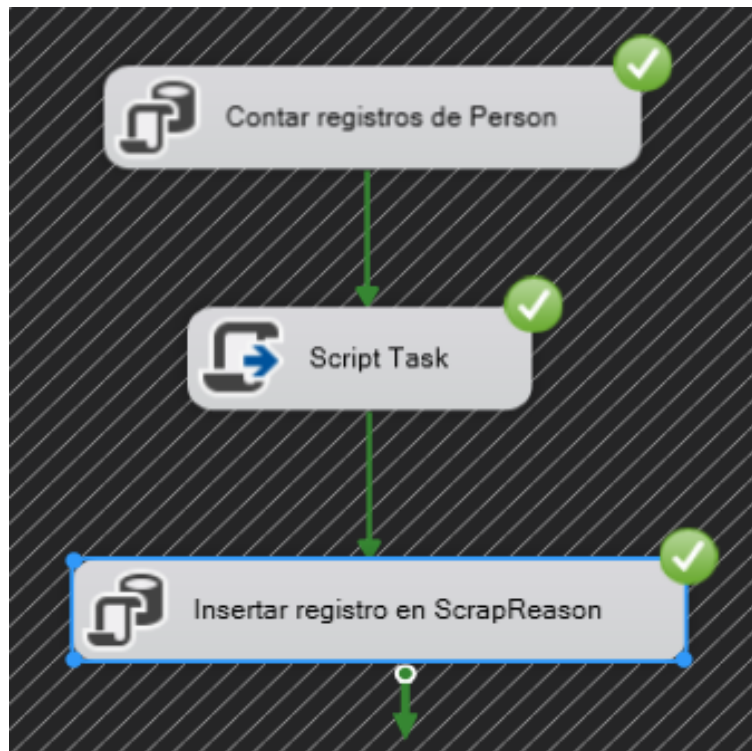 Contar registros de Person
Script Task
Insertar registro en ScrapReason